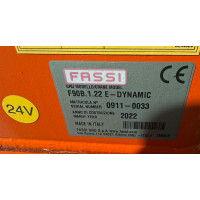 FASSI
GRU MODELLO/CRANE MODEL
F90B.1.22 E-DYNAMIC
MATRICOLA N°
SERIAL NUMBER
0911-0033
ANNO DI COSTRUZIONE
2022
MADE IN ITALY
24V
CE